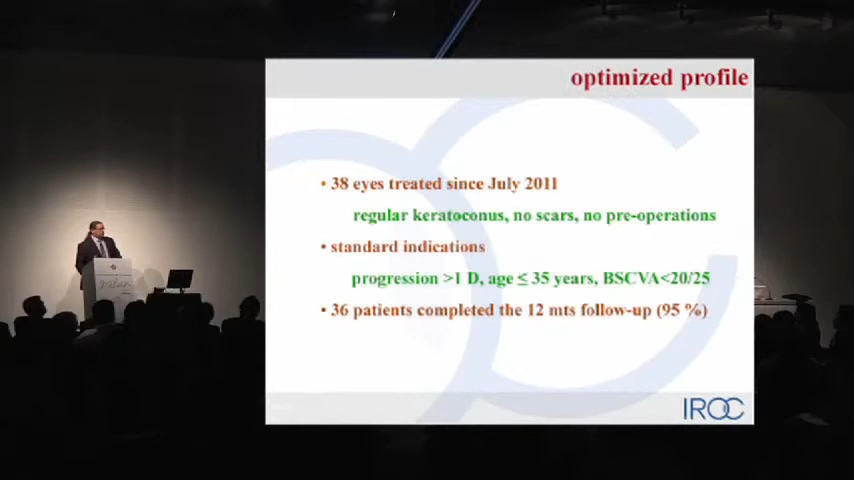 optimized profile
• 38 eyes treated since July 2011
regular keratoconus, no scars, no pre-operations
• standard indications
progression >1 D, age ≤ 35 years, BSCVA<20/25
• 36 patients completed the 12 mts follow-up (95 %)
IROC